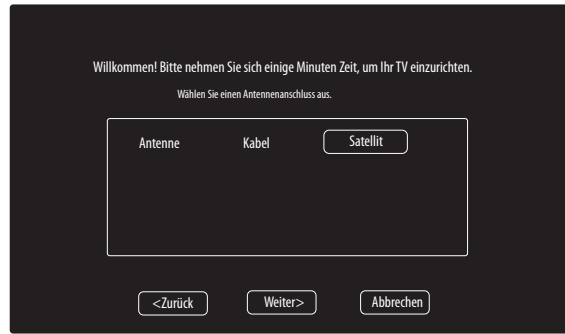 Willkommen! Bitte nehmen Sie sich einige Minuten Zeit, um Ihr TV einzurichten.
Wählen Sie einen Antennenanschluss aus.
Antenne Kabel Satellit
<Zurück Weiter> Abbrechen